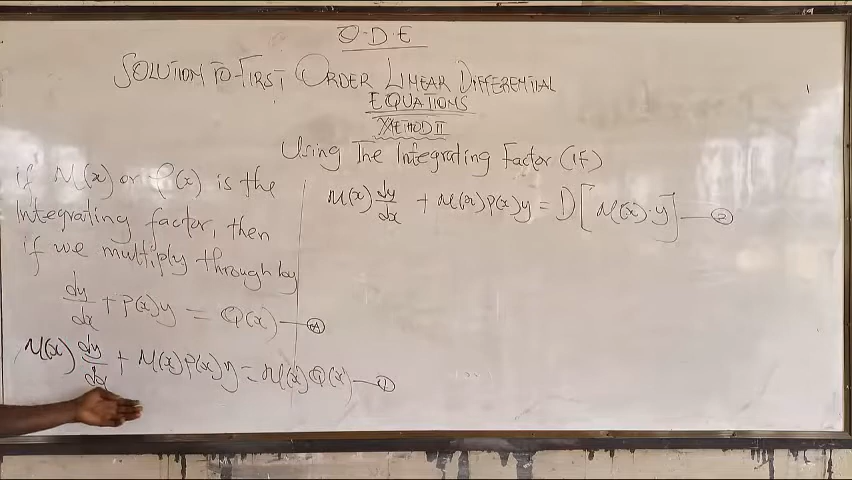 O.D.E
SOLUTION TO FIRST ORDER LINEAR DIFFERENTIAL
EQUATIONS
METHOD II
Using The Integrating Factor (IF)
if M(x) or ρ(x) is the
Integrating factor, then
if we multiply through by
dy/dx + P(x)y = Q(x) — (A)
M(x) dy/dx + M(x)P(x)y = M(x)Q(x) — (1)
M(x) dy/dx + M(x)P(x)y = D[M(x)·y] — (2)